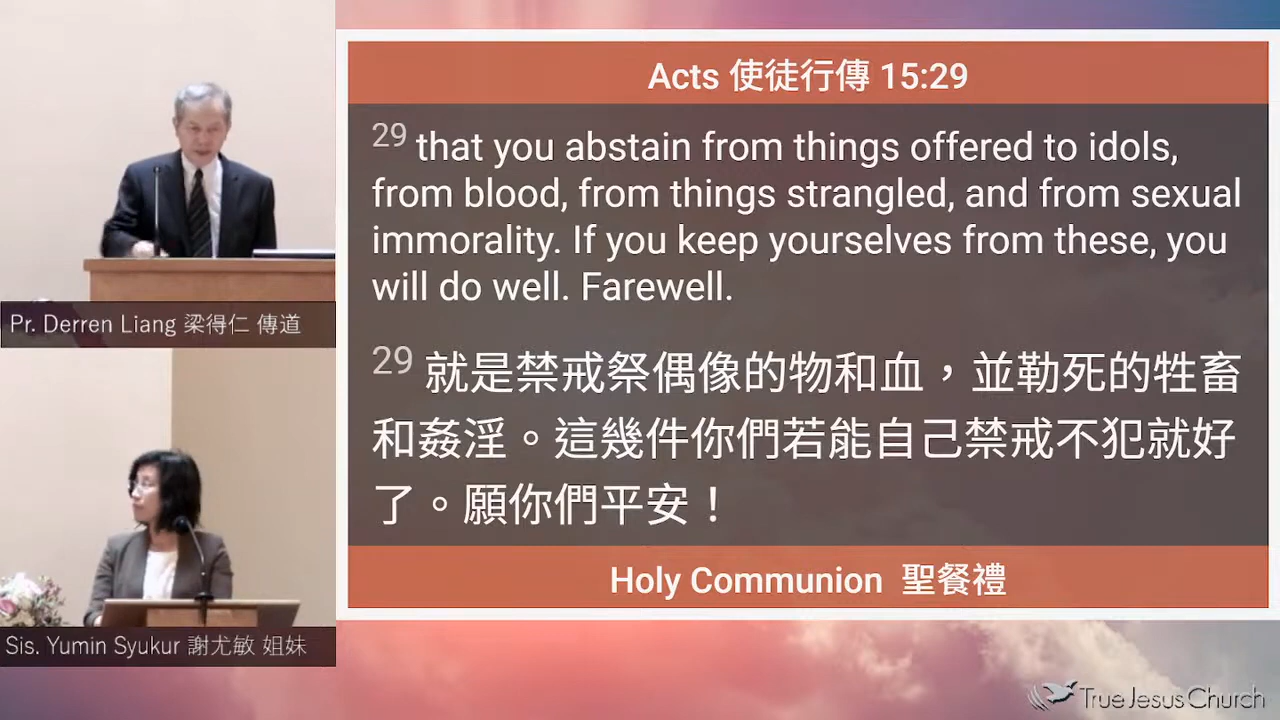 Acts 使徒行傳 15:29
29 that you abstain from things offered to idols,
from blood, from things strangled, and from sexual
immorality. If you keep yourselves from these, you
will do well. Farewell.
29 就是禁戒祭偶像的物和血，並勒死的牲畜
和姦淫。這幾件你們若能自己禁戒不犯就好
了。願你們平安！
Holy Communion 聖餐禮
Pr. Derren Liang 梁得仁 傳道
Sis. Yumin Syukur 謝尤敏 姐妹
True Jesus Church